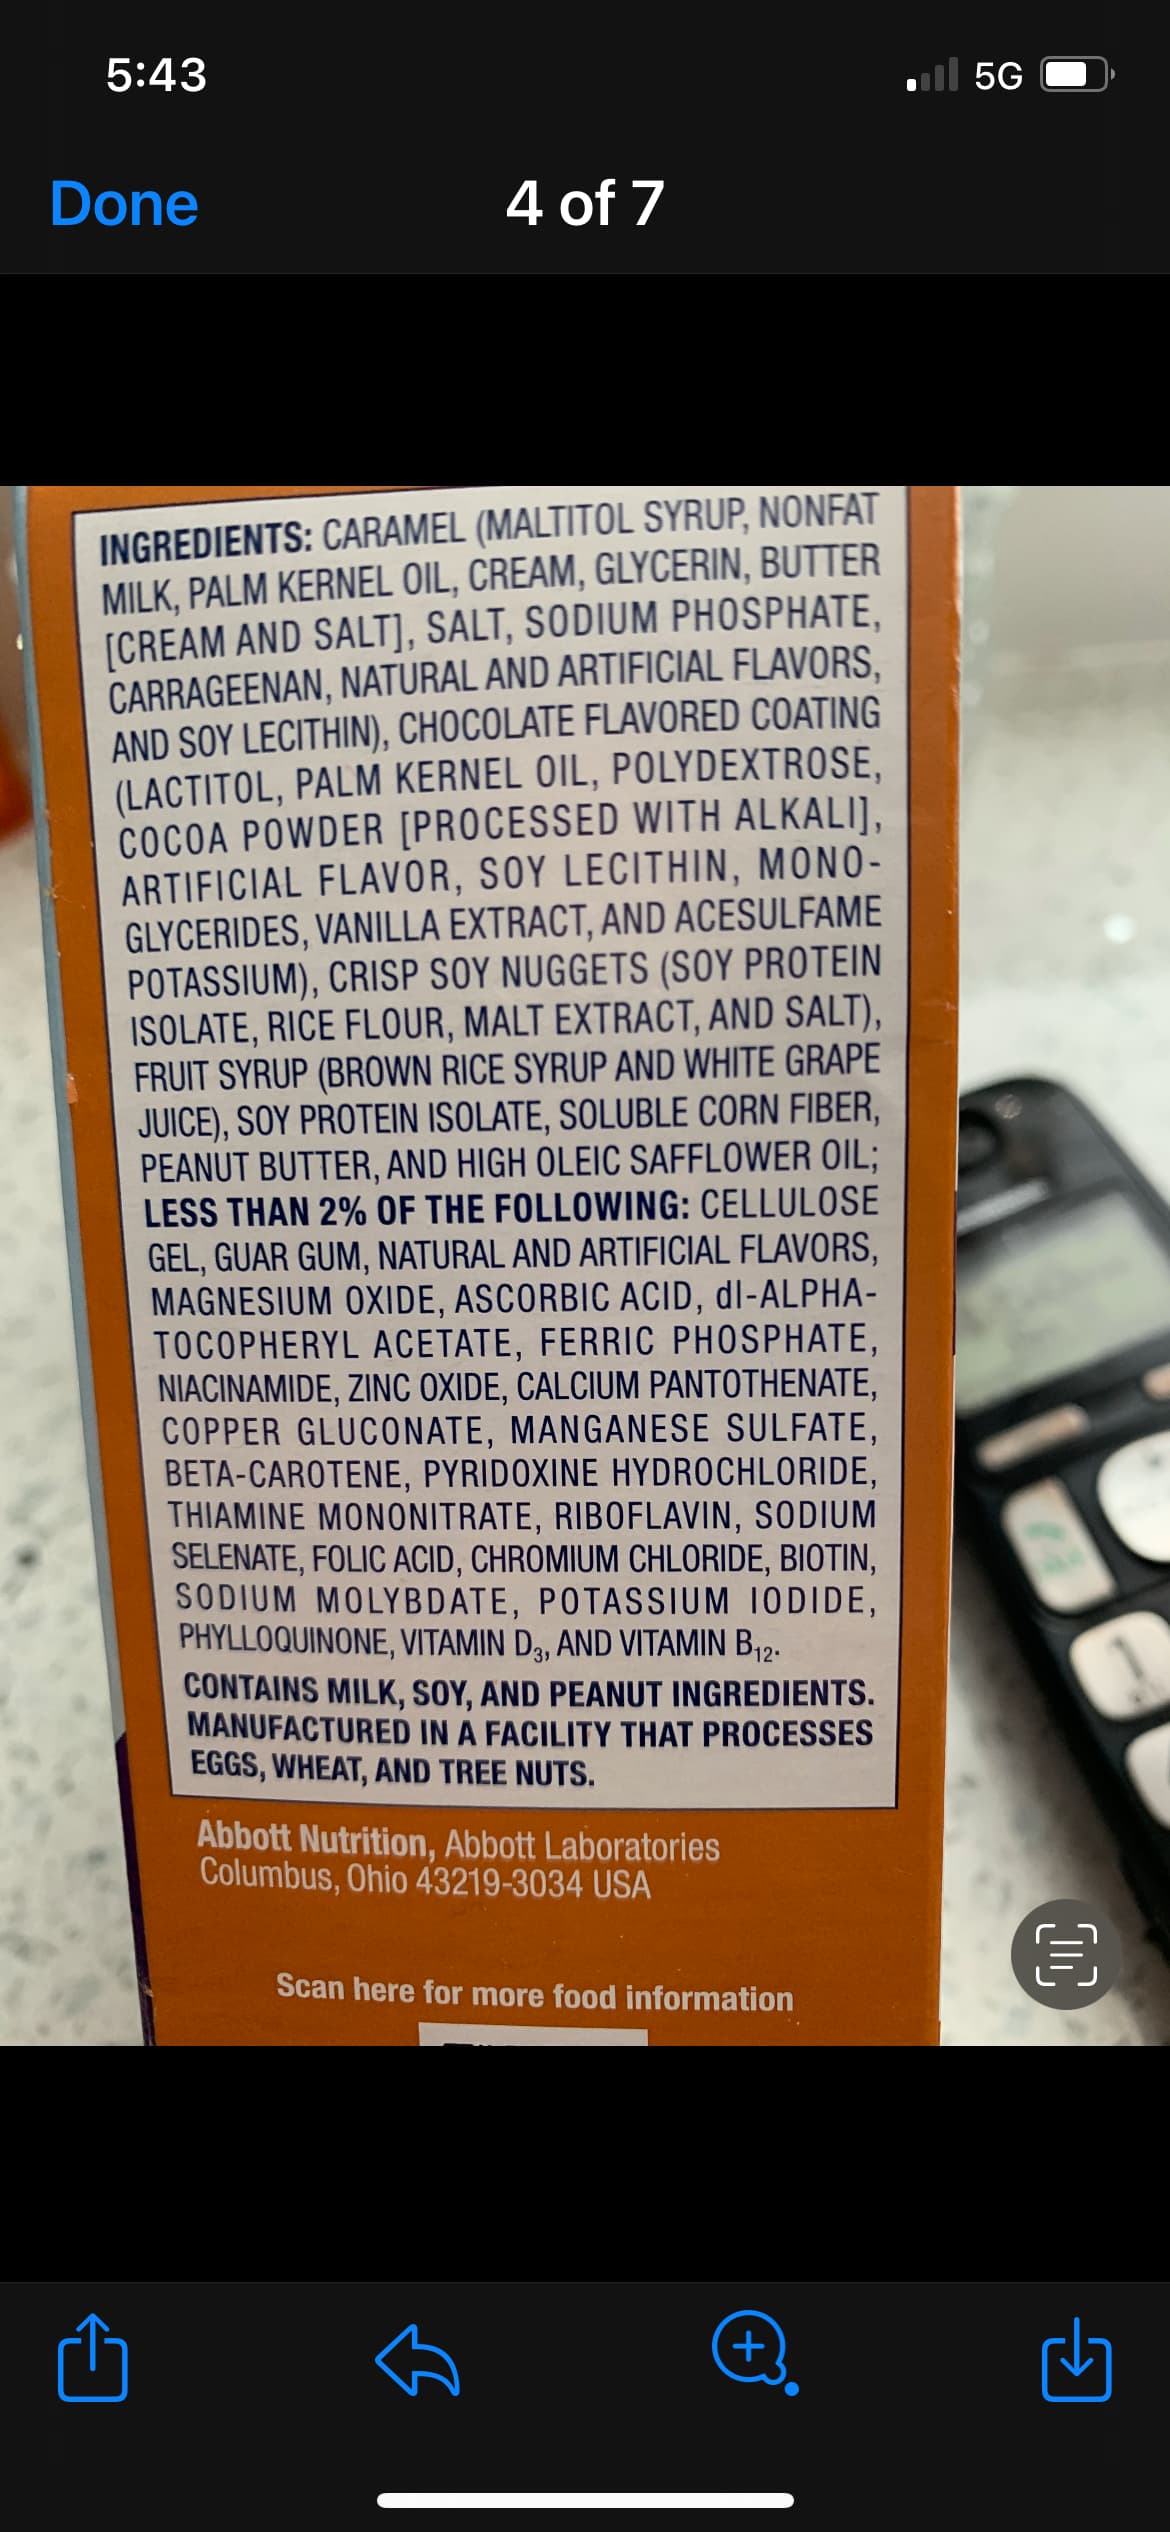 5:43
5G
Done
4 of 7
INGREDIENTS: CARAMEL (MALTITOL SYRUP, NONFAT
MILK, PALM KERNEL OIL, CREAM, GLYCERIN, BUTTER
[CREAM AND SALT], SALT, SODIUM PHOSPHATE,
CARRAGEENAN, NATURAL AND ARTIFICIAL FLAVORS,
AND SOY LECITHIN), CHOCOLATE FLAVORED COATING
(LACTITOL, PALM KERNEL OIL, POLYDEXTROSE,
COCOA POWDER [PROCESSED WITH ALKALI],
ARTIFICIAL FLAVOR, SOY LECITHIN, MONO-
GLYCERIDES, VANILLA EXTRACT, AND ACESULFAME
POTASSIUM), CRISP SOY NUGGETS (SOY PROTEIN
ISOLATE, RICE FLOUR, MALT EXTRACT, AND SALT),
FRUIT SYRUP (BROWN RICE SYRUP AND WHITE GRAPE
JUICE), SOY PROTEIN ISOLATE, SOLUBLE CORN FIBER,
PEANUT BUTTER, AND HIGH OLEIC SAFFLOWER OIL;
LESS THAN 2% OF THE FOLLOWING: CELLULOSE
GEL, GUAR GUM, NATURAL AND ARTIFICIAL FLAVORS,
MAGNESIUM OXIDE, ASCORBIC ACID, dl-ALPHA-
TOCOPHERYL ACETATE, FERRIC PHOSPHATE,
NIACINAMIDE, ZINC OXIDE, CALCIUM PANTOTHENATE,
COPPER GLUCONATE, MANGANESE SULFATE,
BETA-CAROTENE, PYRIDOXINE HYDROCHLORIDE,
THIAMINE MONONITRATE, RIBOFLAVIN, SODIUM
SELENATE, FOLIC ACID, CHROMIUM CHLORIDE, BIOTIN,
SODIUM MOLYBDATE, POTASSIUM IODIDE,
PHYLLOQUINONE, VITAMIN D3, AND VITAMIN B12.
CONTAINS MILK, SOY, AND PEANUT INGREDIENTS.
MANUFACTURED IN A FACILITY THAT PROCESSES
EGGS, WHEAT, AND TREE NUTS.
Abbott Nutrition, Abbott Laboratories
Columbus, Ohio 43219-3034 USA
Scan here for more food information
1